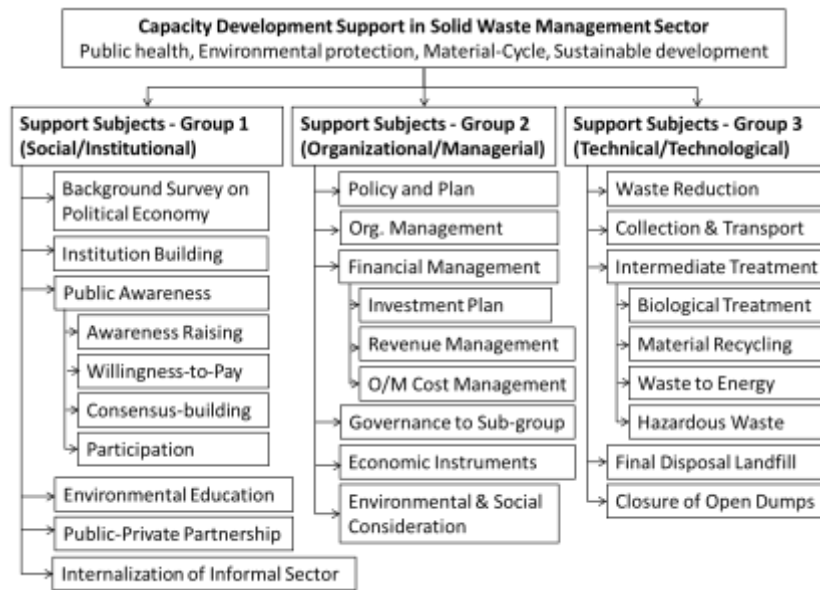 Capacity Development Support in Solid Waste Management Sector
Public health, Environmental protection, Material-Cycle, Sustainable development
Support Subjects - Group 1
(Social/Institutional)
Background Survey on
Political Economy
Institution Building
Public Awareness
Awareness Raising
Willingness-to-Pay
Consensus-building
Participation
Environmental Education
Public-Private Partnership
Internalization of Informal Sector
Support Subjects - Group 2
(Organizational/Managerial)
Policy and Plan
Org. Management
Financial Management
Investment Plan
Revenue Management
O/M Cost Management
Governance to Sub-group
Economic Instruments
Environmental & Social
Consideration
Support Subjects - Group 3
(Technical/Technological)
Waste Reduction
Collection & Transport
Intermediate Treatment
Biological Treatment
Material Recycling
Waste to Energy
Hazardous Waste
Final Disposal Landfill
Closure of Open Dumps